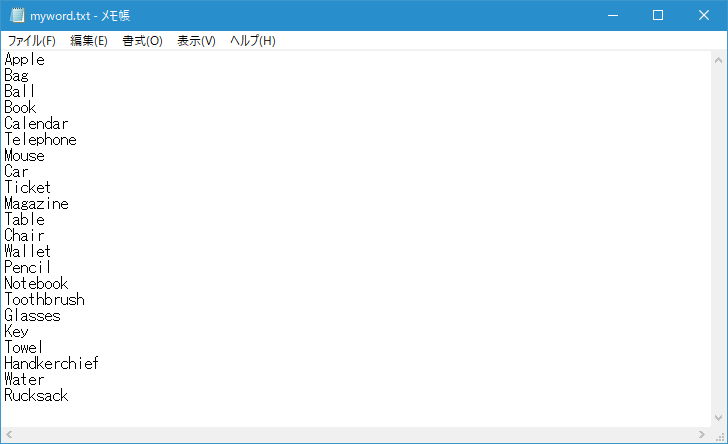 myword.txt - メモ帳
ファイル(F) 編集(E) 書式(O) 表示(V) ヘルプ(H)
Apple
Bag
Ball
Book
Calendar
Telephone
Mouse
Car
Ticket
Magazine
Table
Chair
Wallet
Pencil
Notebook
Toothbrush
Glasses
Key
Towel
Handkerchief
Water
Rucksack